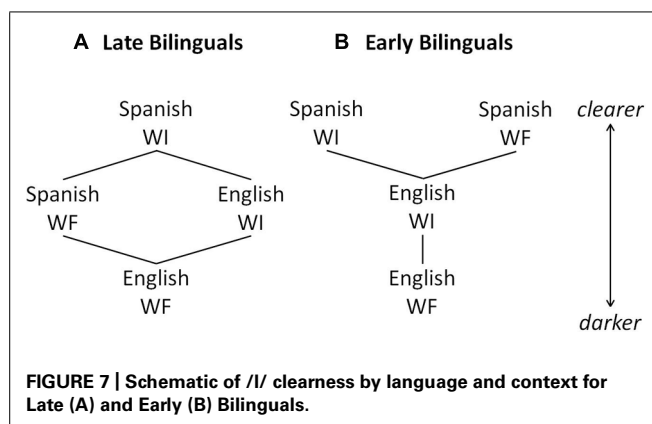 A Late Bilinguals
Spanish
WI
Spanish
WF
English
WI
English
WF
B Early Bilinguals
Spanish
WI
Spanish
WF
English
WI
English
WF
clearer
darker
FIGURE 7 | Schematic of /l/ clearness by language and context for
Late (A) and Early (B) Bilinguals.